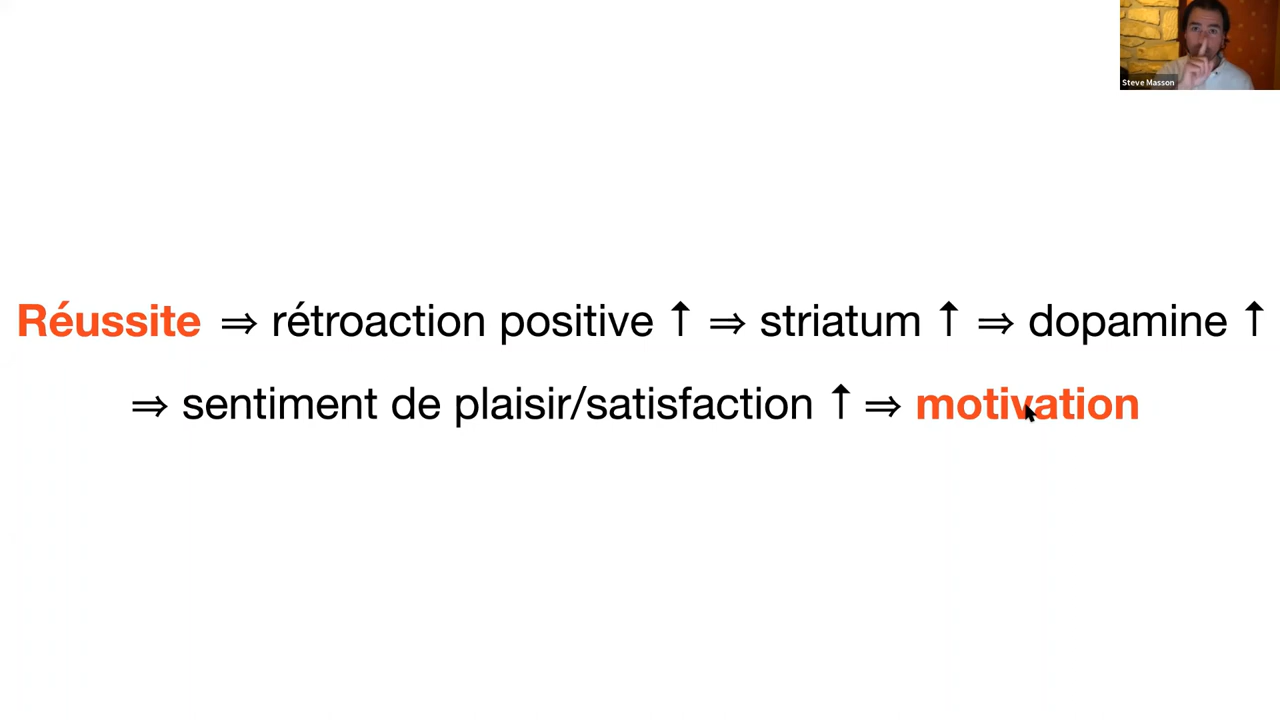 Steve Masson
Réussite ⇒ rétroaction positive ↑ ⇒ striatum ↑ ⇒ dopamine ↑
⇒ sentiment de plaisir/satisfaction ↑ ⇒ motivation